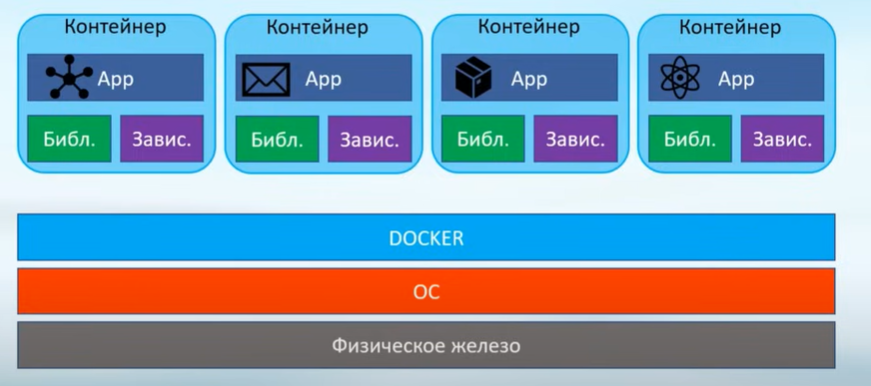 Контейнер Контейнер Контейнер Контейнер
App App App App
Библ. Завис. Библ. Завис. Библ. Завис. Библ. Завис.
DOCKER
ОС
Физическое железо